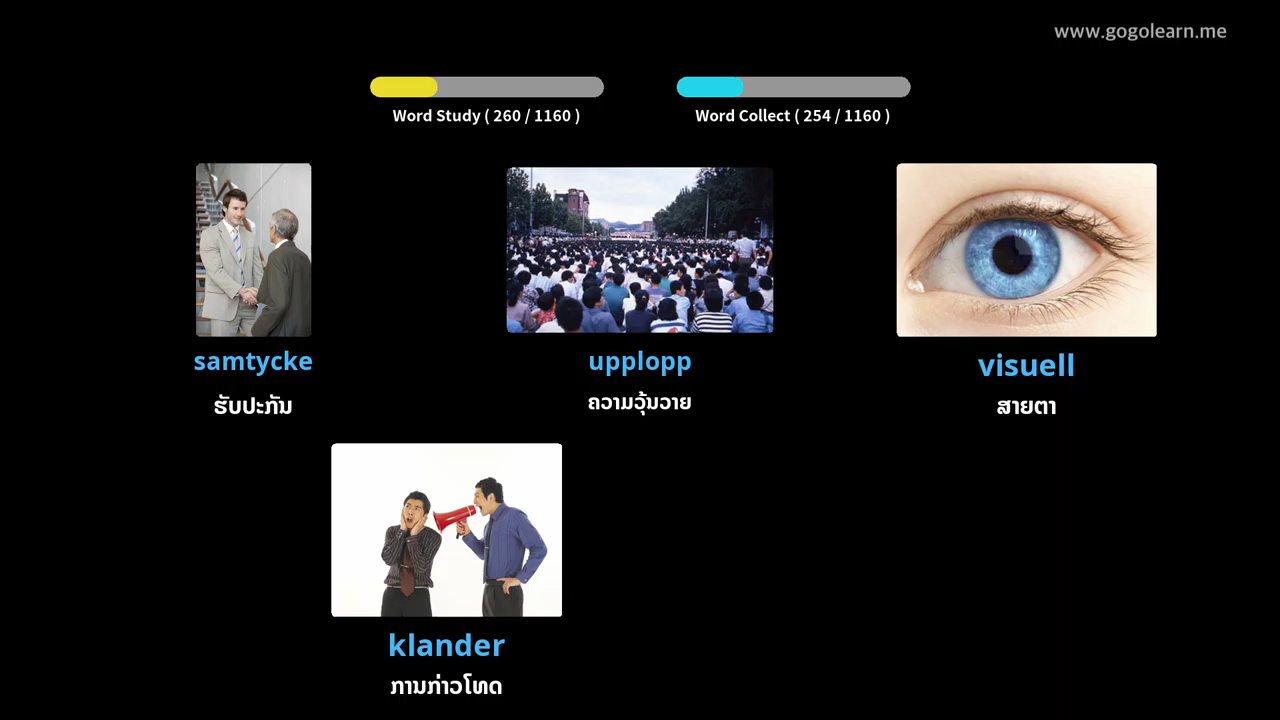 www.gogolearn.me
Word Study ( 260 / 1160 )
Word Collect ( 254 / 1160 )
samtycke
ຮັບປະກັນ
upplopp
ຄວາມວຸ້ນວາຍ
visuell
ສາຍຕາ
klander
ການກ່າວໂທດ